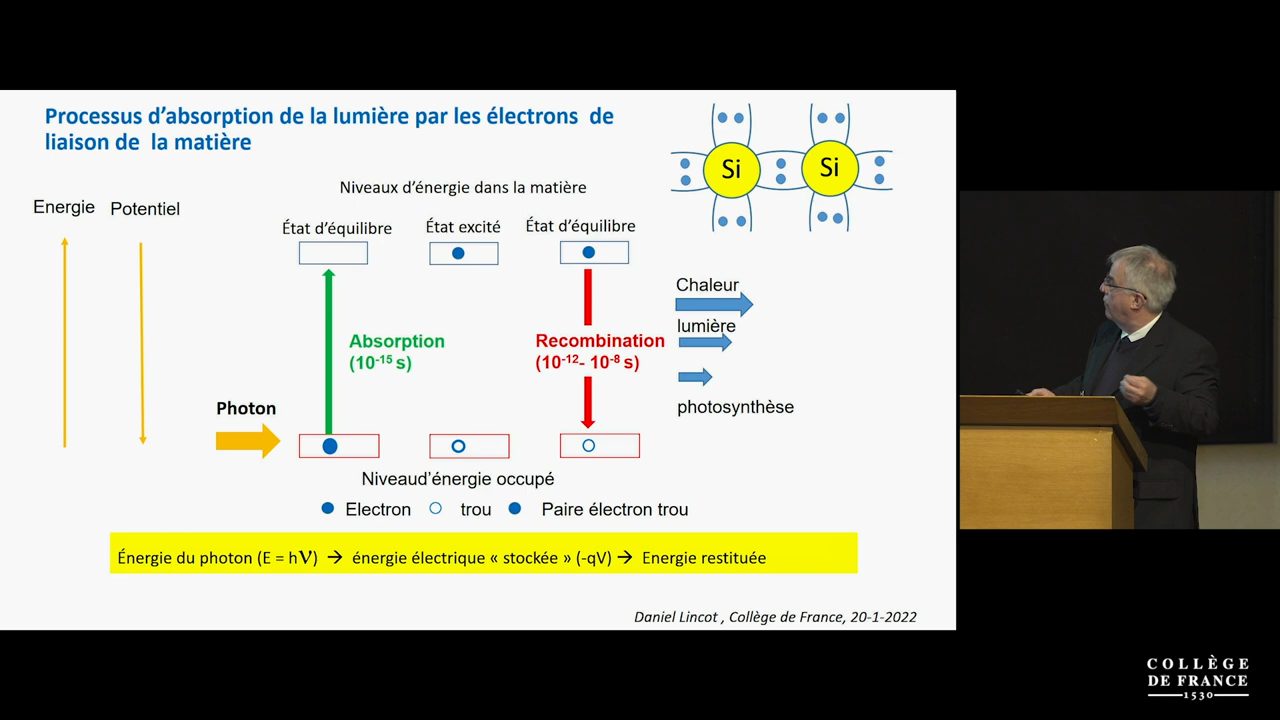 Processus d'absorption de la lumière par les électrons de
liaison de la matière
Si
Si
Niveaux d'énergie dans la matière
Energie
Potentiel
État d'équilibre
État excité
État d'équilibre
Chaleur
lumière
Absorption
(10⁻¹⁵ s)
Recombination
(10⁻¹²- 10⁻⁸ s)
photosynthèse
Photon
Niveaud'énergie occupé
Electron
trou
Paire électron trou
Énergie du photon (E = hν) → énergie électrique « stockée » (-qV) → Energie restituée
Daniel Lincot , Collège de France, 20-1-2022
COLLÈGE
DE FRANCE
1530